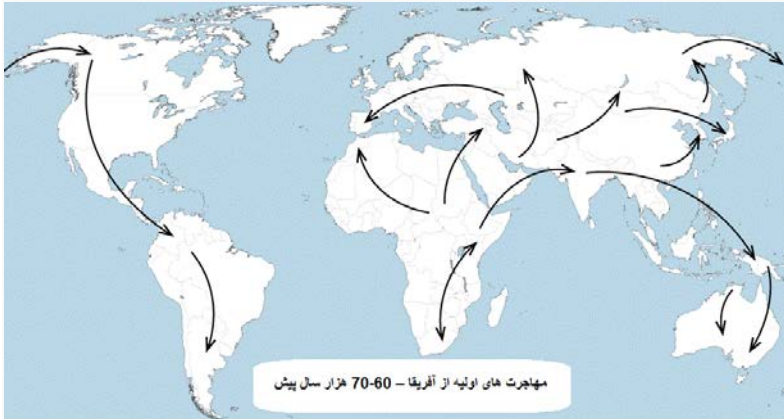 مهاجرت های اولیه از آفریقا – 60-70 هزار سال پیش